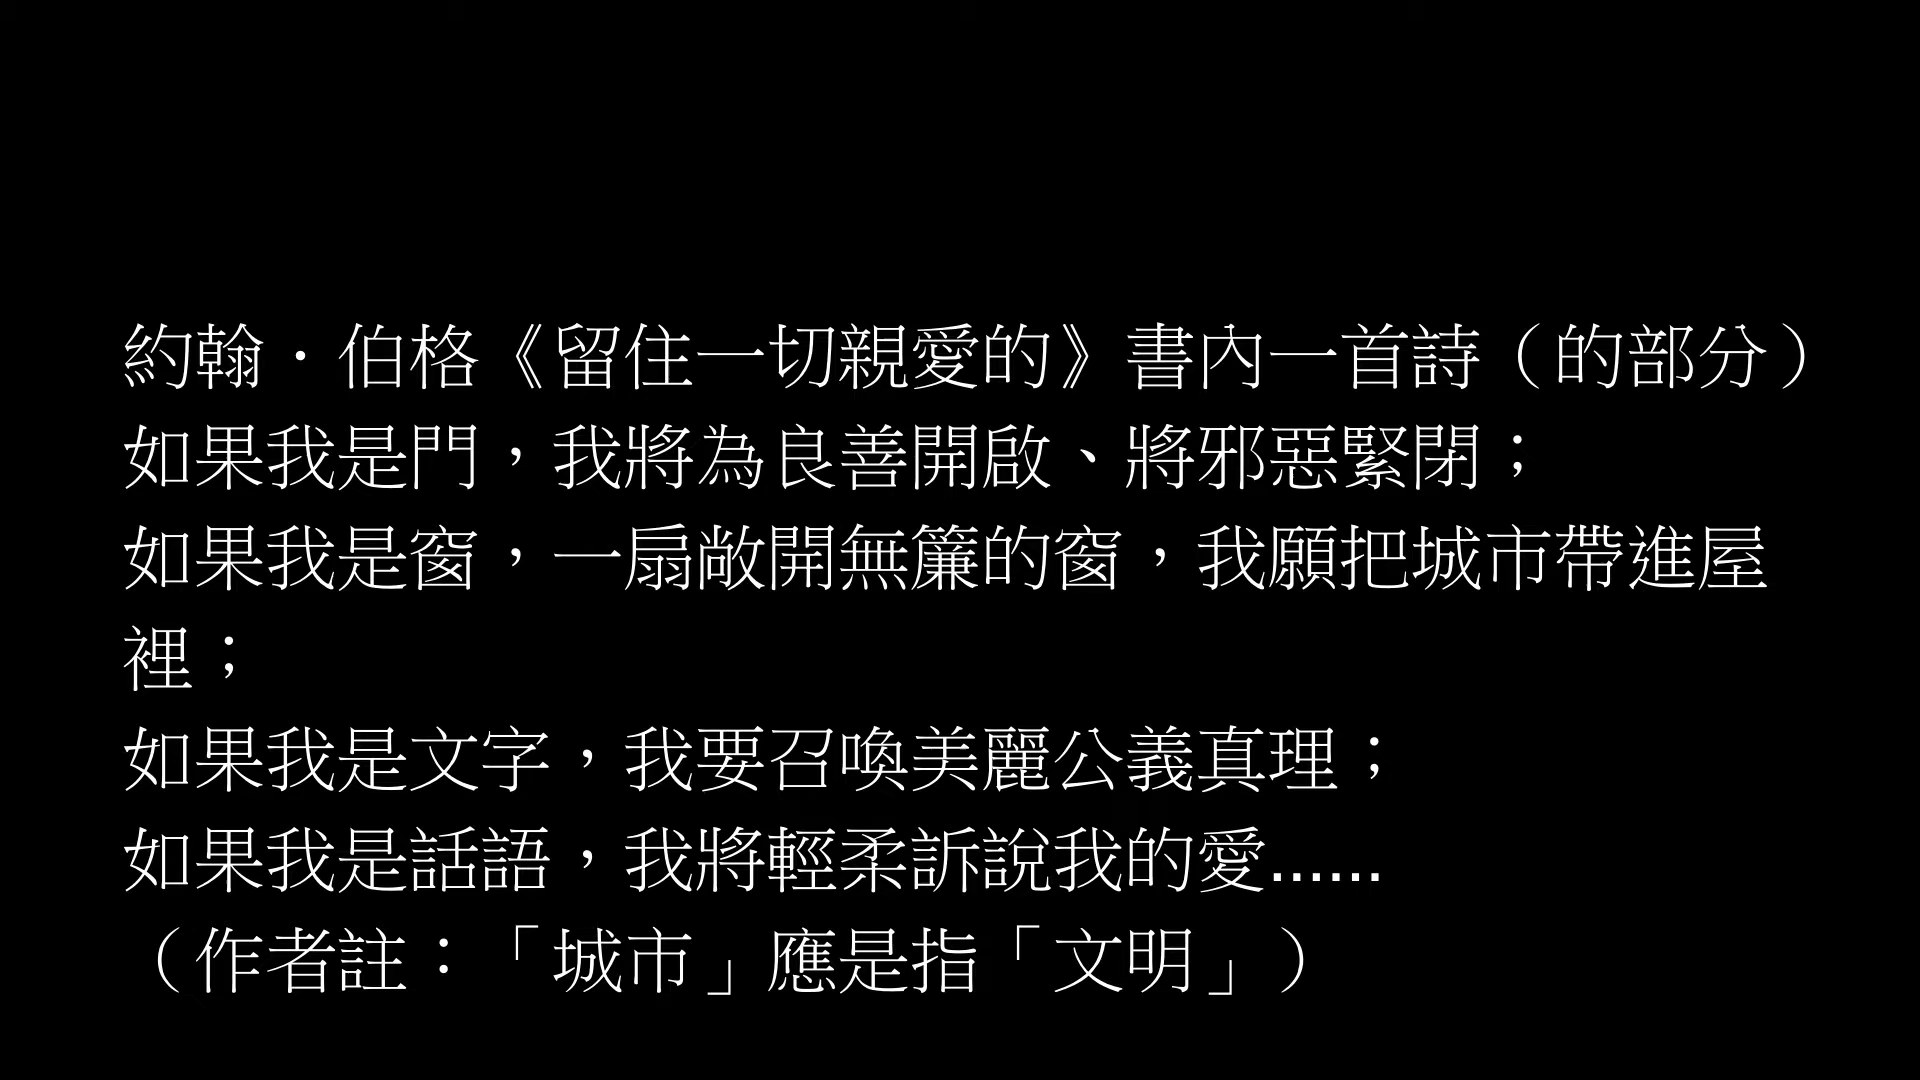 約翰．伯格《留住一切親愛的》書內一首詩（的部分）
如果我是門，我將為良善開啟、將邪惡緊閉；
如果我是窗，一扇敞開無簾的窗，我願把城市帶進屋
裡；
如果我是文字，我要召喚美麗公義真理；
如果我是話語，我將輕柔訴說我的愛......
（作者註：「城市」應是指「文明」）